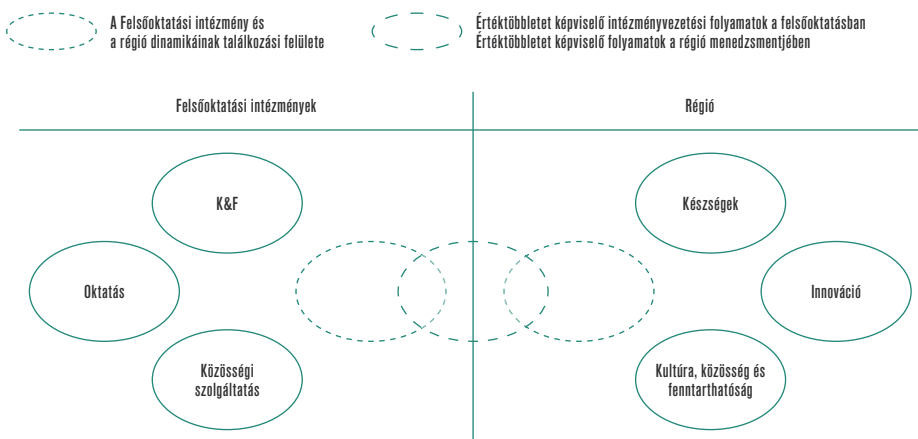 A Felsőoktatási intézmény és
a régió dinamikáinak találkozási felülete
Értéktöbbletet képviselő intézményvezetési folyamatok a felsőoktatásban
Értéktöbbletet képviselő folyamatok a régió menedzsmentjében
Felsőoktatási intézmények
Régió
K&F
Készségek
Oktatás
Innováció
Közösségi
szolgáltatás
Kultúra, közösség és
fenntarthatóság